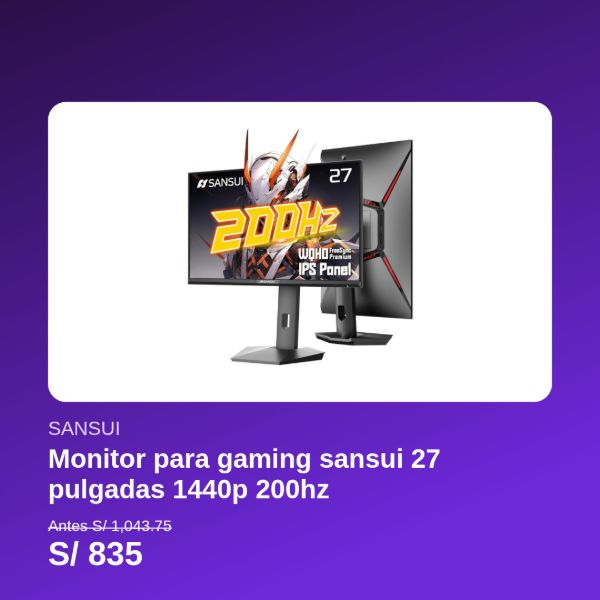 SANSUI
27
200Hz
WQHD FreeSync Premium
IPS Panel
SANSUI
Monitor para gaming sansui 27
pulgadas 1440p 200hz
Antes S/ 1,043.75
S/ 835